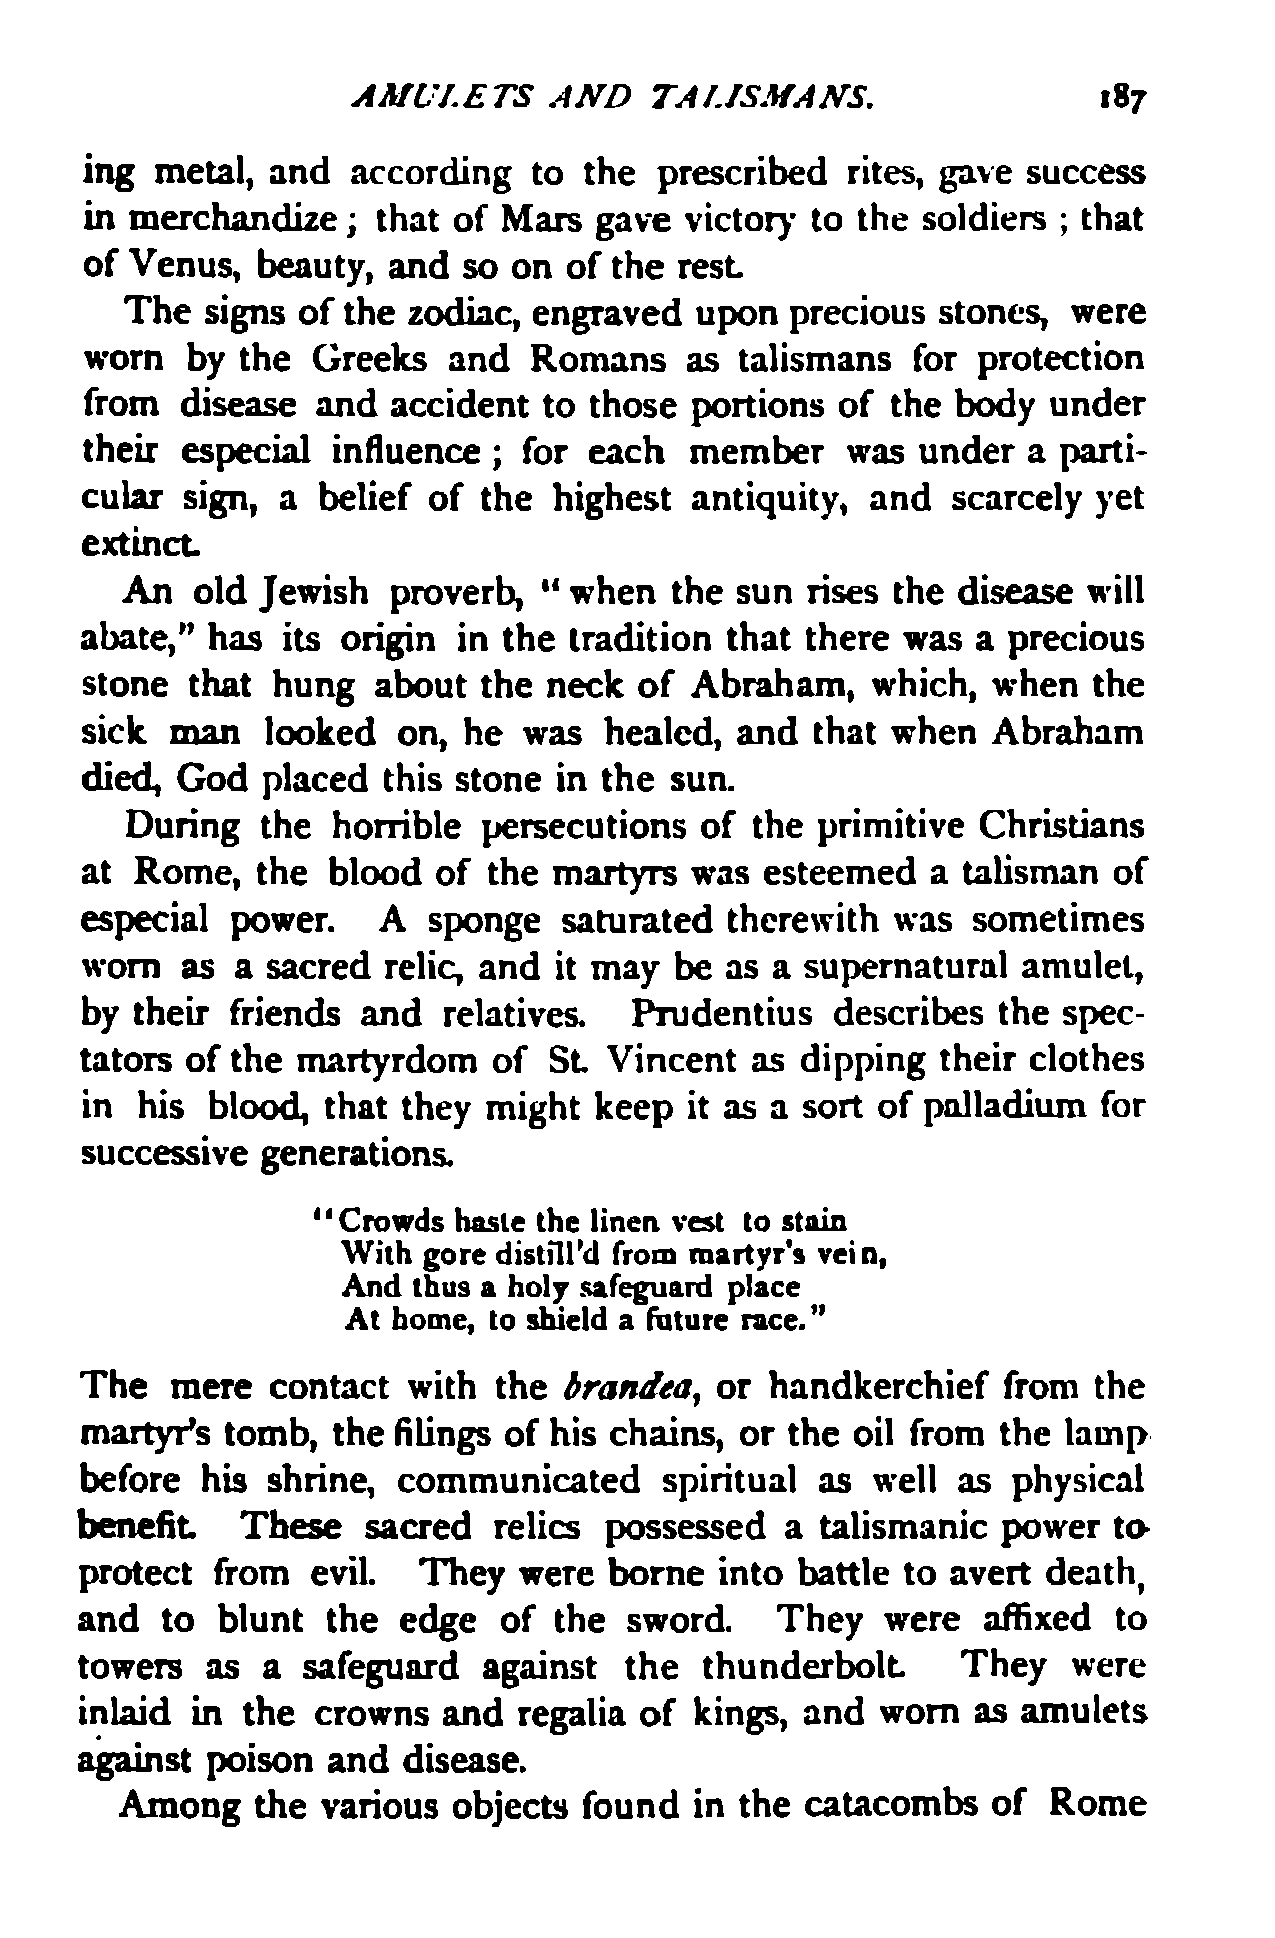 AMULETS AND TALISMANS. 187
ing metal, and according to the prescribed rites, gave success
in merchandize ; that of Mars gave victory to the soldiers ; that
of Venus, beauty, and so on of the rest.
The signs of the zodiac, engraved upon precious stones, were
worn by the Greeks and Romans as talismans for protection
from disease and accident to those portions of the body under
their especial influence ; for each member was under a parti-
cular sign, a belief of the highest antiquity, and scarcely yet
extinct.
An old Jewish proverb, "when the sun rises the disease will
abate," has its origin in the tradition that there was a precious
stone that hung about the neck of Abraham, which, when the
sick man looked on, he was healed, and that when Abraham
died, God placed this stone in the sun.
During the horrible persecutions of the primitive Christians
at Rome, the blood of the martyrs was esteemed a talisman of
especial power. A sponge saturated therewith was sometimes
worn as a sacred relic, and it may be as a supernatural amulet,
by their friends and relatives. Prudentius describes the spec-
tators of the martyrdom of St. Vincent as dipping their clothes
in his blood, that they might keep it as a sort of palladium for
successive generations.
"Crowds haste the linen vest to stain
With gore distill'd from martyr's vein,
And thus a holy safeguard place
At home, to shield a future race."
The mere contact with the brandea, or handkerchief from the
martyr's tomb, the filings of his chains, or the oil from the lamp
before his shrine, communicated spiritual as well as physical
benefit. These sacred relics possessed a talismanic power to
protect from evil. They were borne into battle to avert death,
and to blunt the edge of the sword. They were affixed to
towers as a safeguard against the thunderbolt. They were
inlaid in the crowns and regalia of kings, and worn as amulets
against poison and disease.
Among the various objects found in the catacombs of Rome